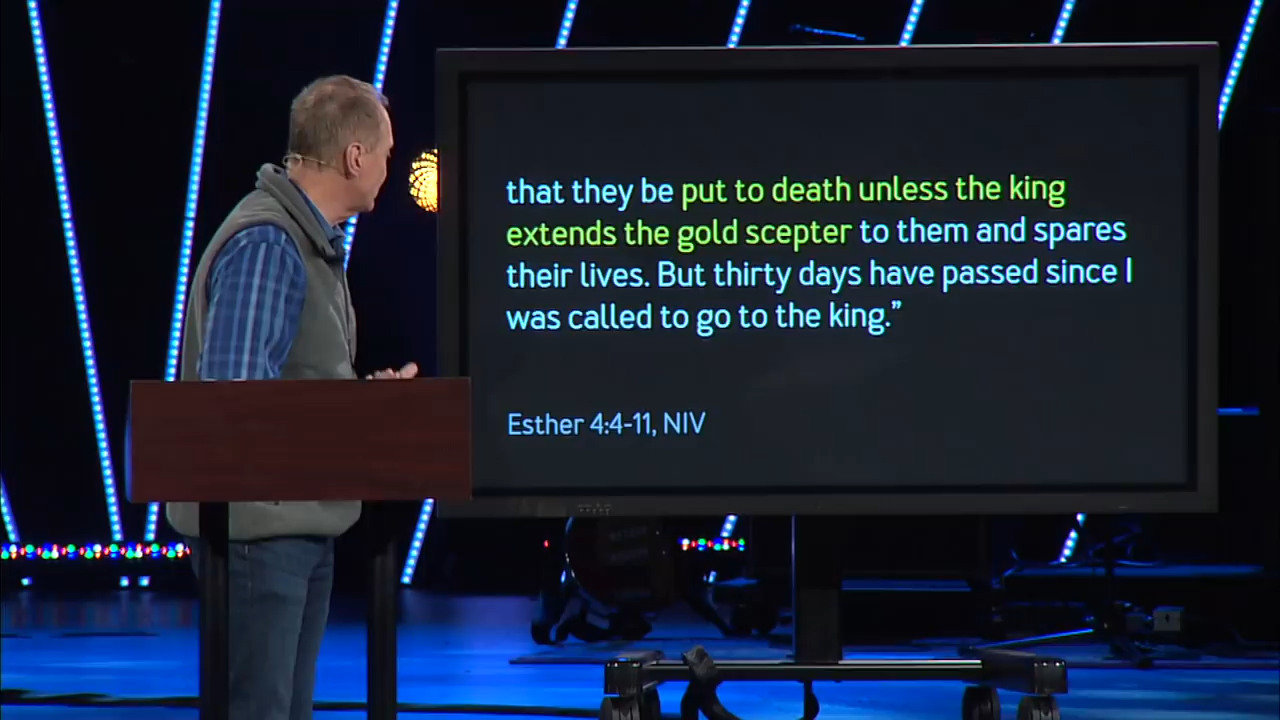 that they be put to death unless the king
extends the gold scepter to them and spares
their lives. But thirty days have passed since I
was called to go to the king.”
Esther 4:4-11, NIV